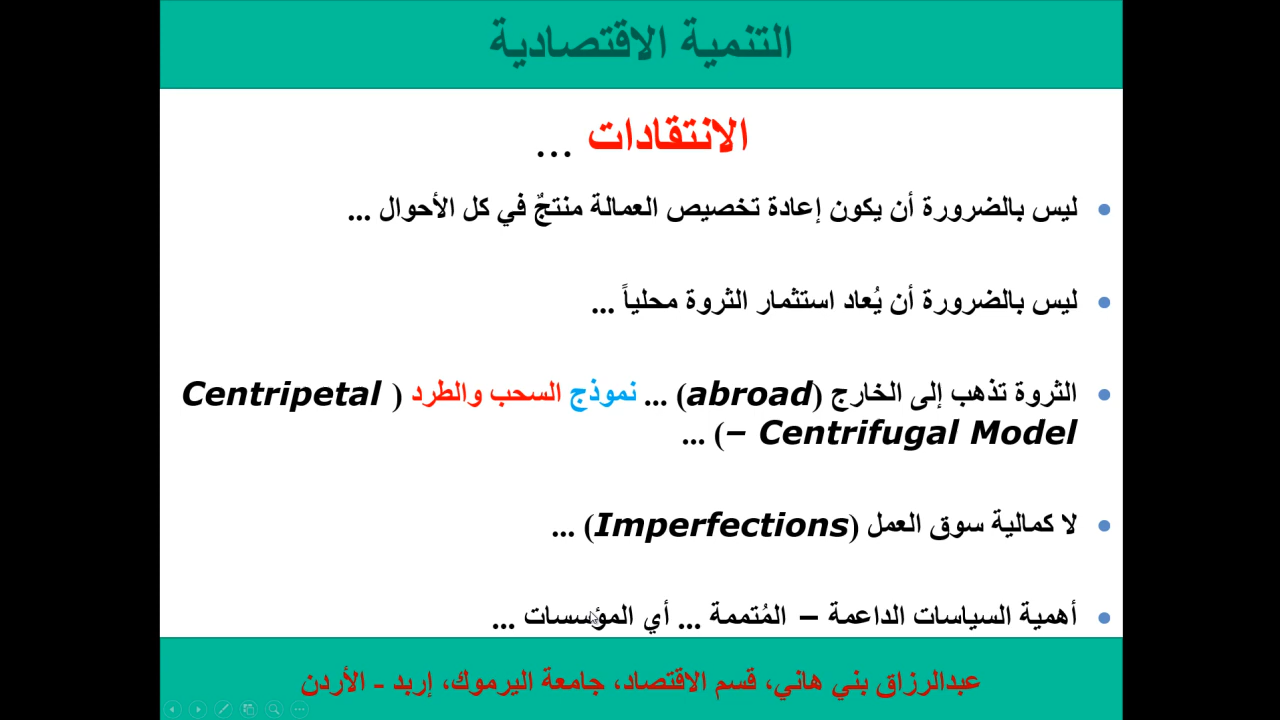 التنمية الاقتصادية
الانتقادات ...
ليس بالضرورة أن يكون إعادة تخصيص العمالة منتجٌ في كل الأحوال ...
ليس بالضرورة أن يُعاد استثمار الثروة محلياً ...
الثروة تذهب إلى الخارج (abroad) ... نموذج السحب والطرد (Centripetal
– Centrifugal Model) ...
لا كمالية سوق العمل (Imperfections) ...
أهمية السياسات الداعمة – المُتممة ... أي المؤسسات ...
عبدالرزاق بني هاني، قسم الاقتصاد، جامعة اليرموك، إربد - الأردن